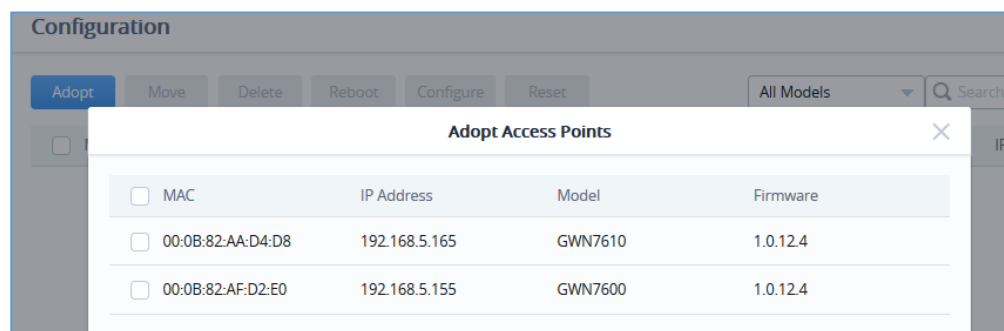 Configuration
Adopt Move Delete Reboot Configure Reset All Models Search
Adopt Access Points
MAC IP Address Model Firmware
00:0B:82:AA:D4:D8 192.168.5.165 GWN7610 1.0.12.4
00:0B:82:AF:D2:E0 192.168.5.155 GWN7600 1.0.12.4